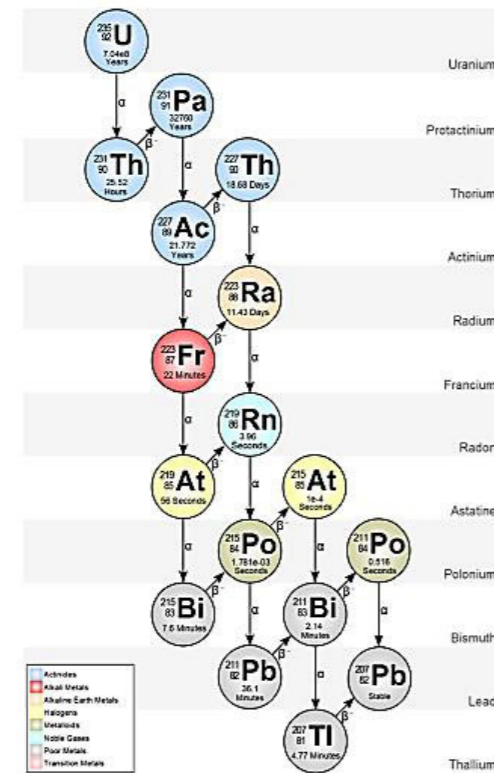 235
92 U
7.04e8
Years
Uranium
α
231
91 Pa
32760
Years
Protactinium
β⁻
α
231
90 Th
25.52
Hours
227
90 Th
18.68 Days
Thorium
β⁻
α
227
89 Ac
21.772
Years
Actinium
α
223
88 Ra
11.43 Days
Radium
β⁻
α
223
87 Fr
22 Minutes
Francium
α
219
86 Rn
3.96
Seconds
Radon
β⁻
α
219
85 At
56 Seconds
215
85 At
1e-4
Seconds
Astatine
β⁻
α
α
215
84 Po
1.781e-03
Seconds
211
84 Po
0.516
Seconds
Polonium
β⁻
β⁻
α
α
215
83 Bi
7.6 Minutes
211
83 Bi
2.14
Minutes
Bismuth
β⁻
α
211
82 Pb
36.1
Minutes
207
82 Pb
Stable
Lead
β⁻
207
81 Tl
4.77 Minutes
Thallium
Actinides
Alkali Metals
Alkaline Earth Metals
Halogens
Metalloids
Noble Gases
Poor Metals
Transition Metals